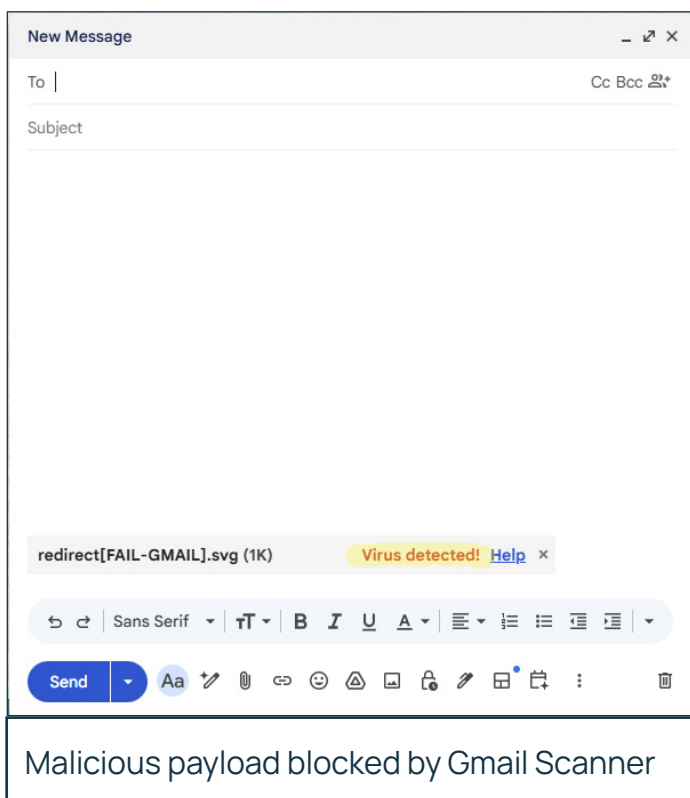 New Message
To
Cc Bcc
Subject
redirect[FAIL-GMAIL].svg (1K) Virus detected! Help ×
Sans Serif TT B I U A
Send Aa
Malicious payload blocked by Gmail Scanner